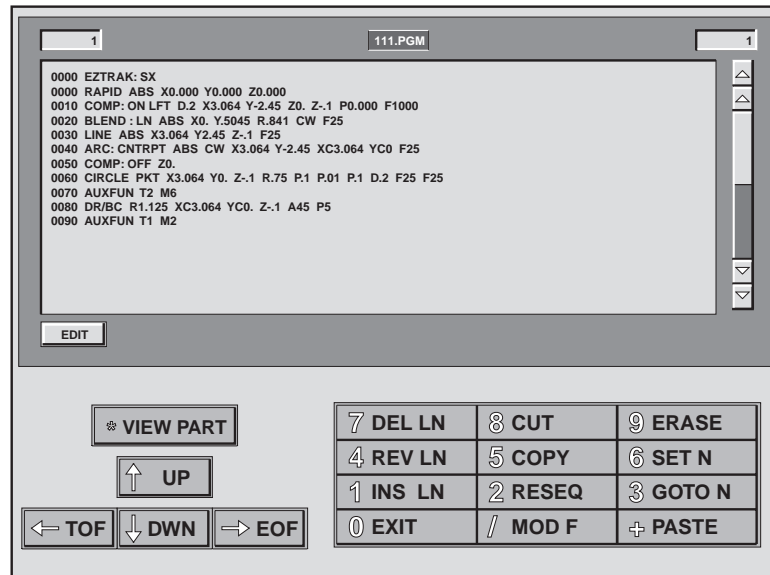 1 111.PGM 1
0000 EZTRAK: SX
0000 RAPID ABS X0.000 Y0.000 Z0.000
0010 COMP: ON LFT D.2 X3.064 Y-2.45 Z0. Z-.1 P0.000 F1000
0020 BLEND : LN ABS X0. Y.5045 R.841 CW F25
0030 LINE ABS X3.064 Y2.45 Z-.1 F25
0040 ARC: CNTRPT ABS CW X3.064 Y-2.45 XC3.064 YC0 F25
0050 COMP: OFF Z0.
0060 CIRCLE PKT X3.064 Y0. Z-.1 R.75 P.1 P.01 P.1 D.2 F25 F25
0070 AUXFUN T2 M6
0080 DR/BC R1.125 XC3.064 YC0. Z-.1 A45 P5
0090 AUXFUN T1 M2
EDIT
* VIEW PART
↑ UP
← TOF ↓ DWN → EOF
7 DEL LN 8 CUT 9 ERASE
4 REV LN 5 COPY 6 SET N
1 INS LN 2 RESEQ 3 GOTO N
0 EXIT / MOD F + PASTE